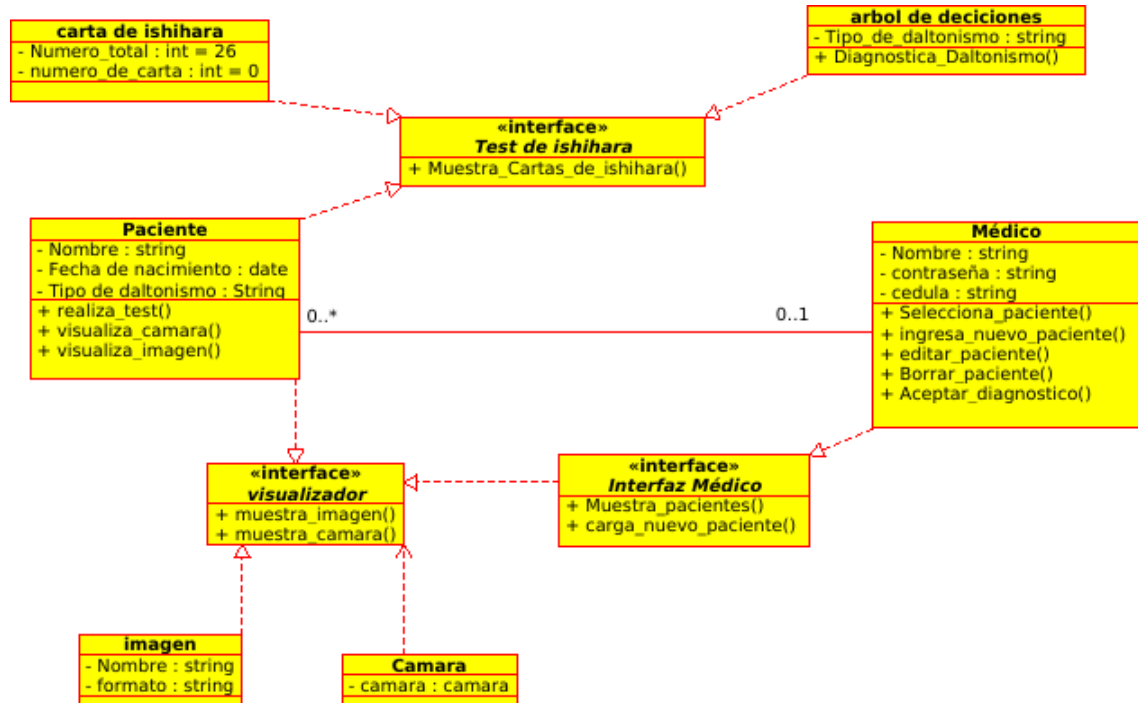 carta de ishihara
- Numero_total : int = 26
- numero_de_carta : int = 0
arbol de deciciones
- Tipo_de_daltonismo : string
+ Diagnostica_Daltonismo()
«interface»
Test de ishihara
+ Muestra_Cartas_de_ishihara()
Paciente
- Nombre : string
- Fecha de nacimiento : date
- Tipo de daltonismo : String
+ realiza_test()
+ visualiza_camara()
+ visualiza_imagen()
0..*
0..1
Médico
- Nombre : string
- contraseña : string
- cedula : string
+ Selecciona_paciente()
+ ingresa_nuevo_paciente()
+ editar_paciente()
+ Borrar_paciente()
+ Aceptar_diagnostico()
«interface»
visualizador
+ muestra_imagen()
+ muestra_camara()
«interface»
Interfaz Médico
+ Muestra_pacientes()
+ carga_nuevo_paciente()
imagen
- Nombre : string
- formato : string
Camara
- camara : camara